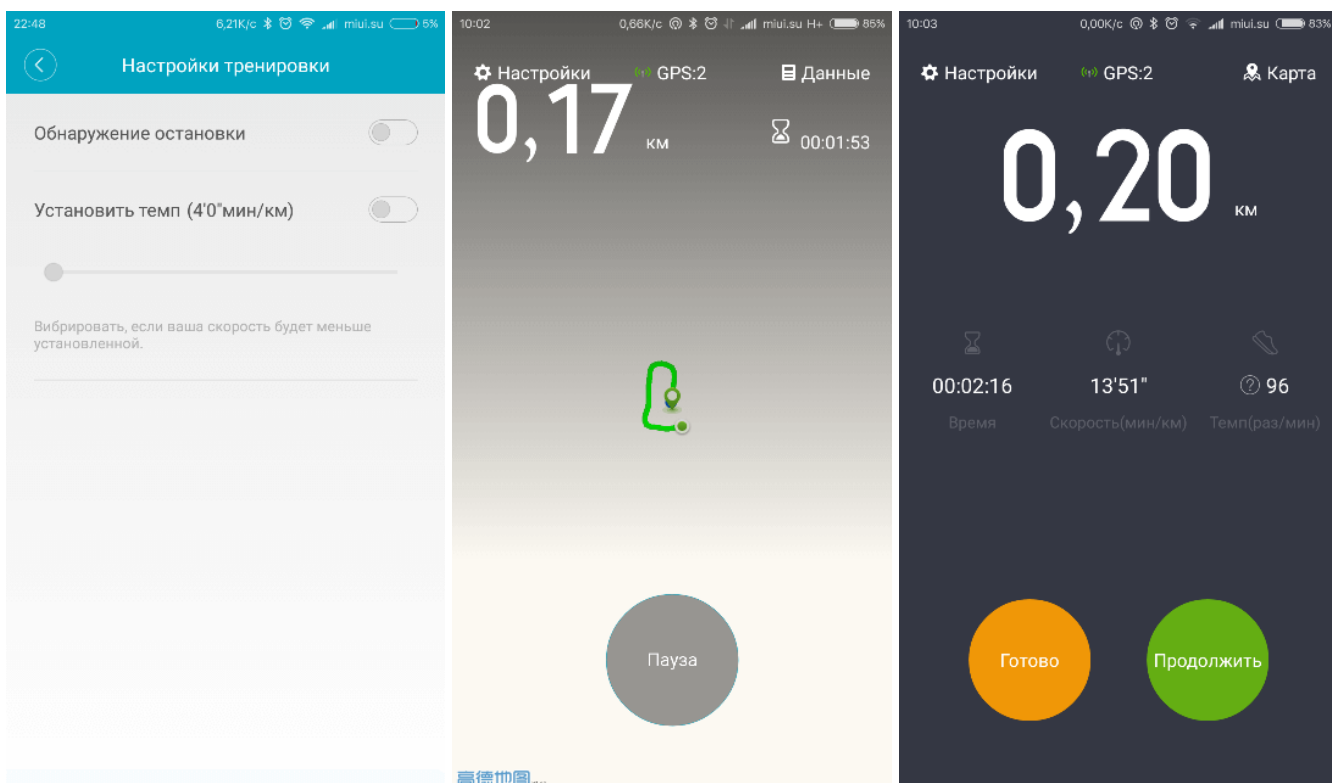 22:48 6,21K/c miui.su 5%
Настройки тренировки
Обнаружение остановки
Установить темп (4'0"мин/км)
Вибрировать, если ваша скорость будет меньше
установленной.
10:02 0,66K/c miui.su H+ 85%
Настройки GPS:2 Данные
0,17 км 00:01:53
Пауза
高德地图
10:03 0,00K/c miui.su 83%
Настройки GPS:2 Карта
0,20 км
00:02:16 13'51" ? 96
Время Скорость(мин/км) Темп(раз/мин)
Готово Продолжить